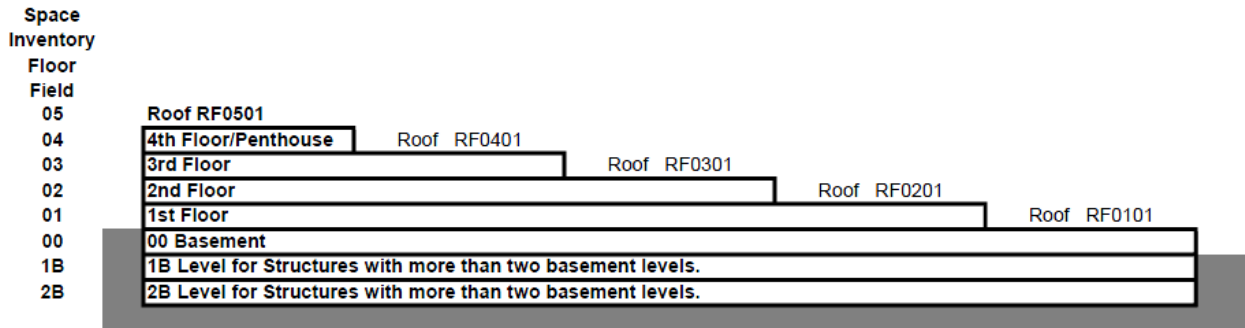 Space
Inventory
Floor
Field
05 Roof RF0501
04 4th Floor/Penthouse Roof RF0401
03 3rd Floor Roof RF0301
02 2nd Floor Roof RF0201
01 1st Floor Roof RF0101
00 00 Basement
1B 1B Level for Structures with more than two basement levels.
2B 2B Level for Structures with more than two basement levels.